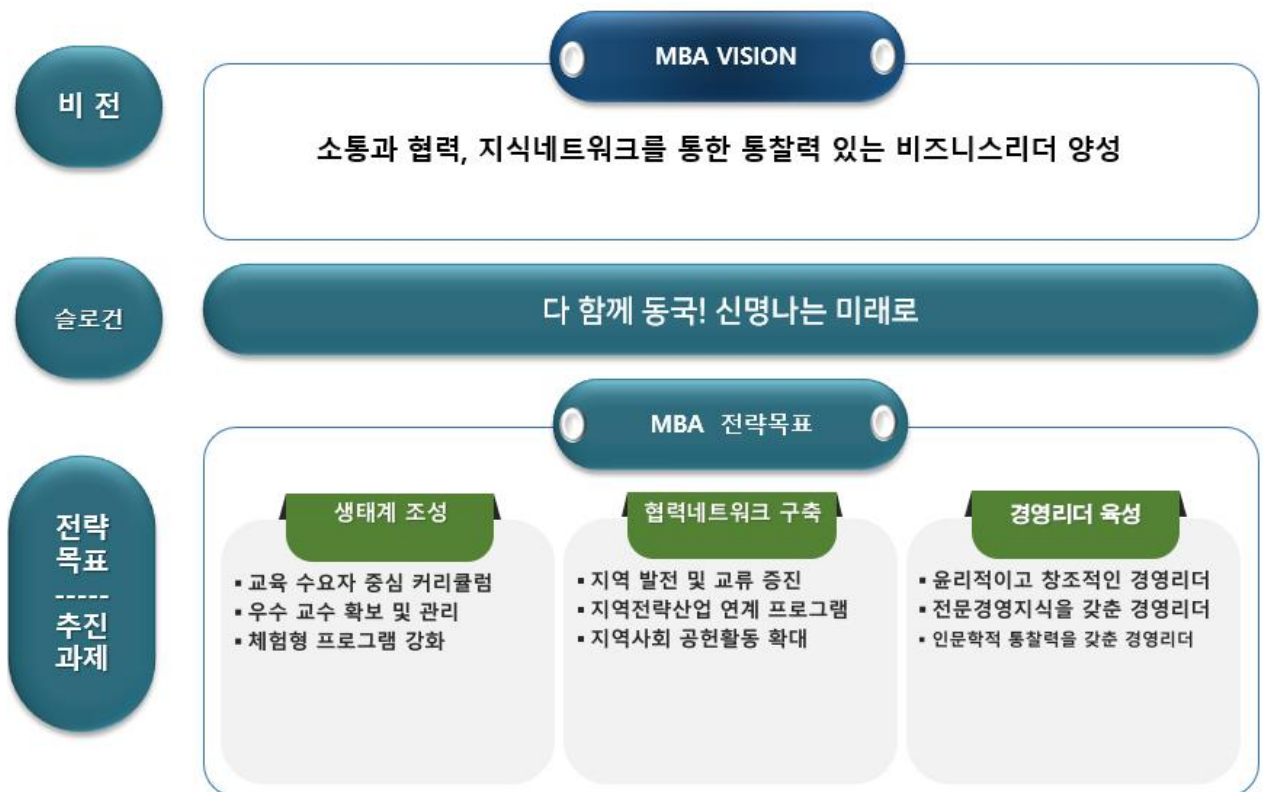 MBA VISION
비 전
소통과 협력, 지식네트워크를 통한 통찰력 있는 비즈니스리더 양성
슬로건
다 함께 동국! 신명나는 미래로
MBA 전략목표
전략
목표
-----
추진
과제
생태계 조성
▪ 교육 수요자 중심 커리큘럼
▪ 우수 교수 확보 및 관리
▪ 체험형 프로그램 강화
협력네트워크 구축
▪ 지역 발전 및 교류 증진
▪ 지역전략산업 연계 프로그램
▪ 지역사회 공헌활동 확대
경영리더 육성
▪ 윤리적이고 창조적인 경영리더
▪ 전문경영지식을 갖춘 경영리더
▪ 인문학적 통찰력을 갖춘 경영리더